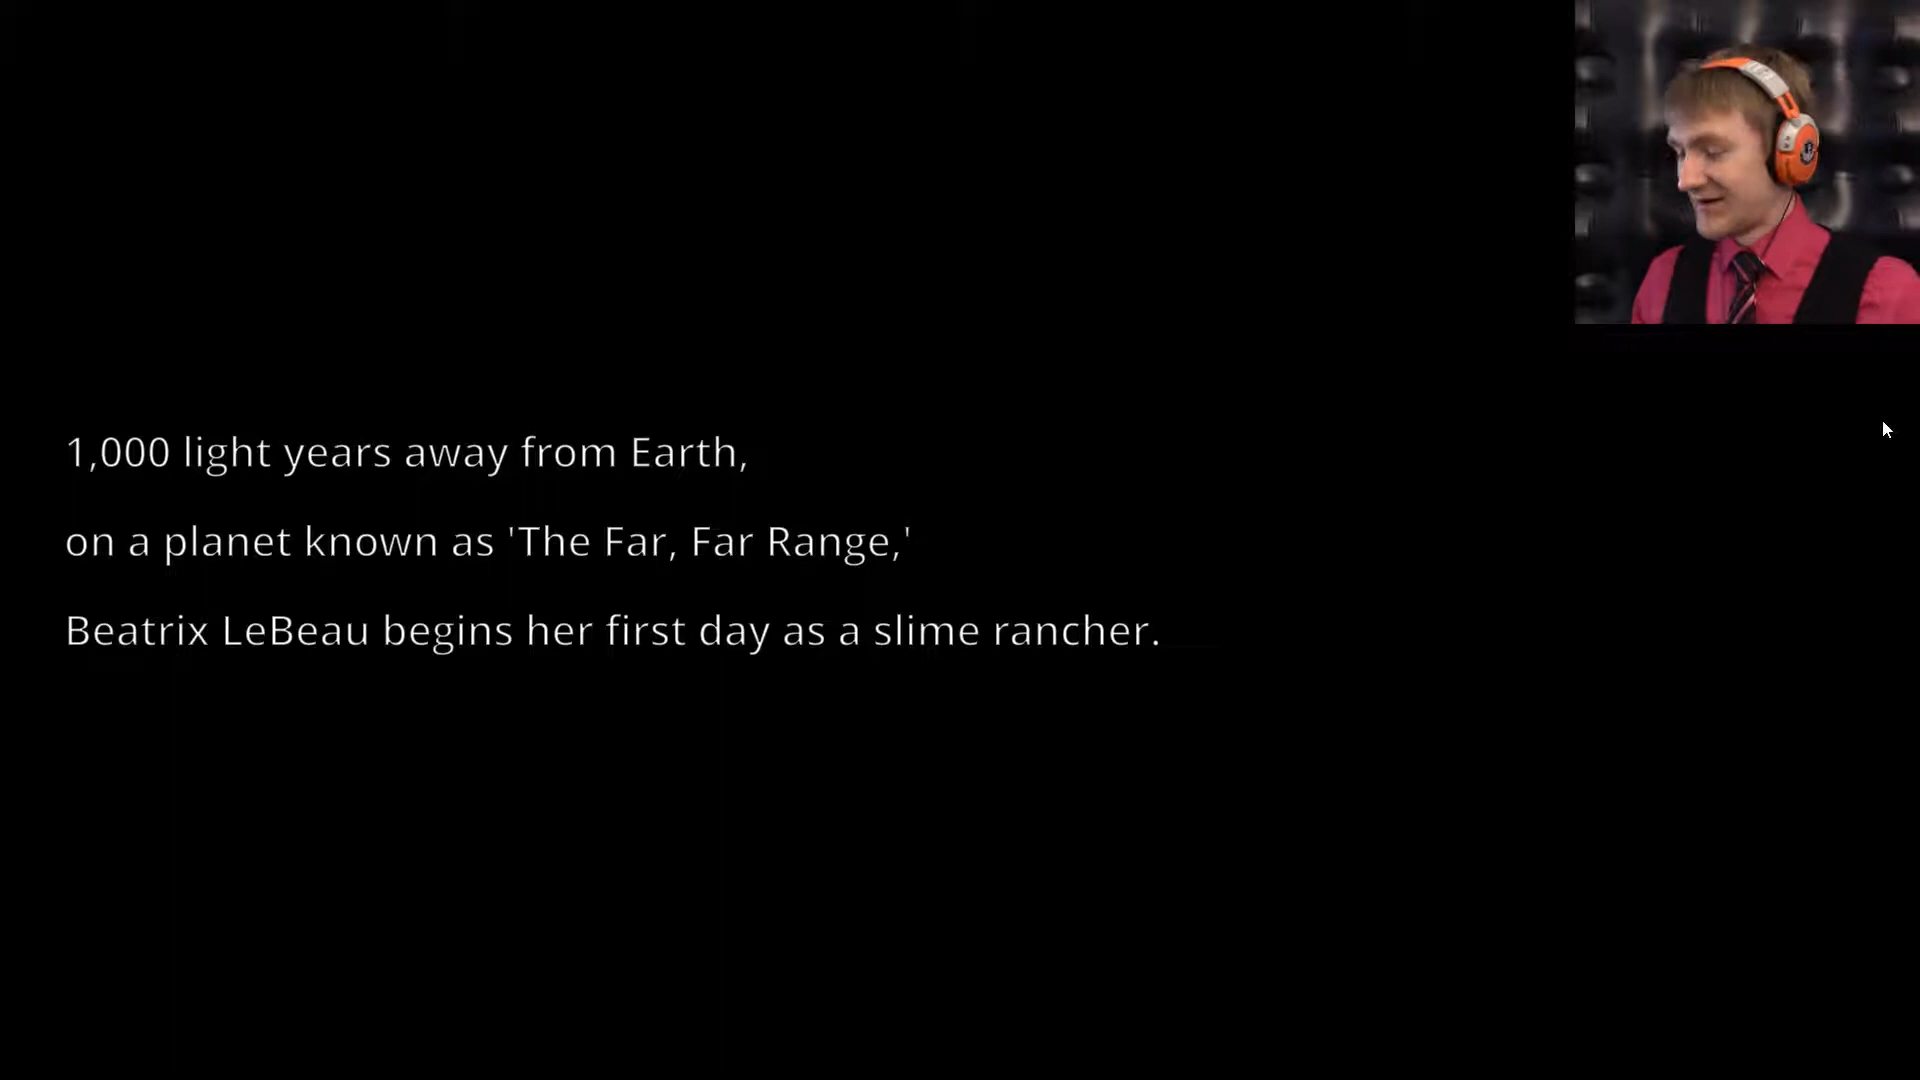 1,000 light years away from Earth,
on a planet known as 'The Far, Far Range,'
Beatrix LeBeau begins her first day as a slime rancher.